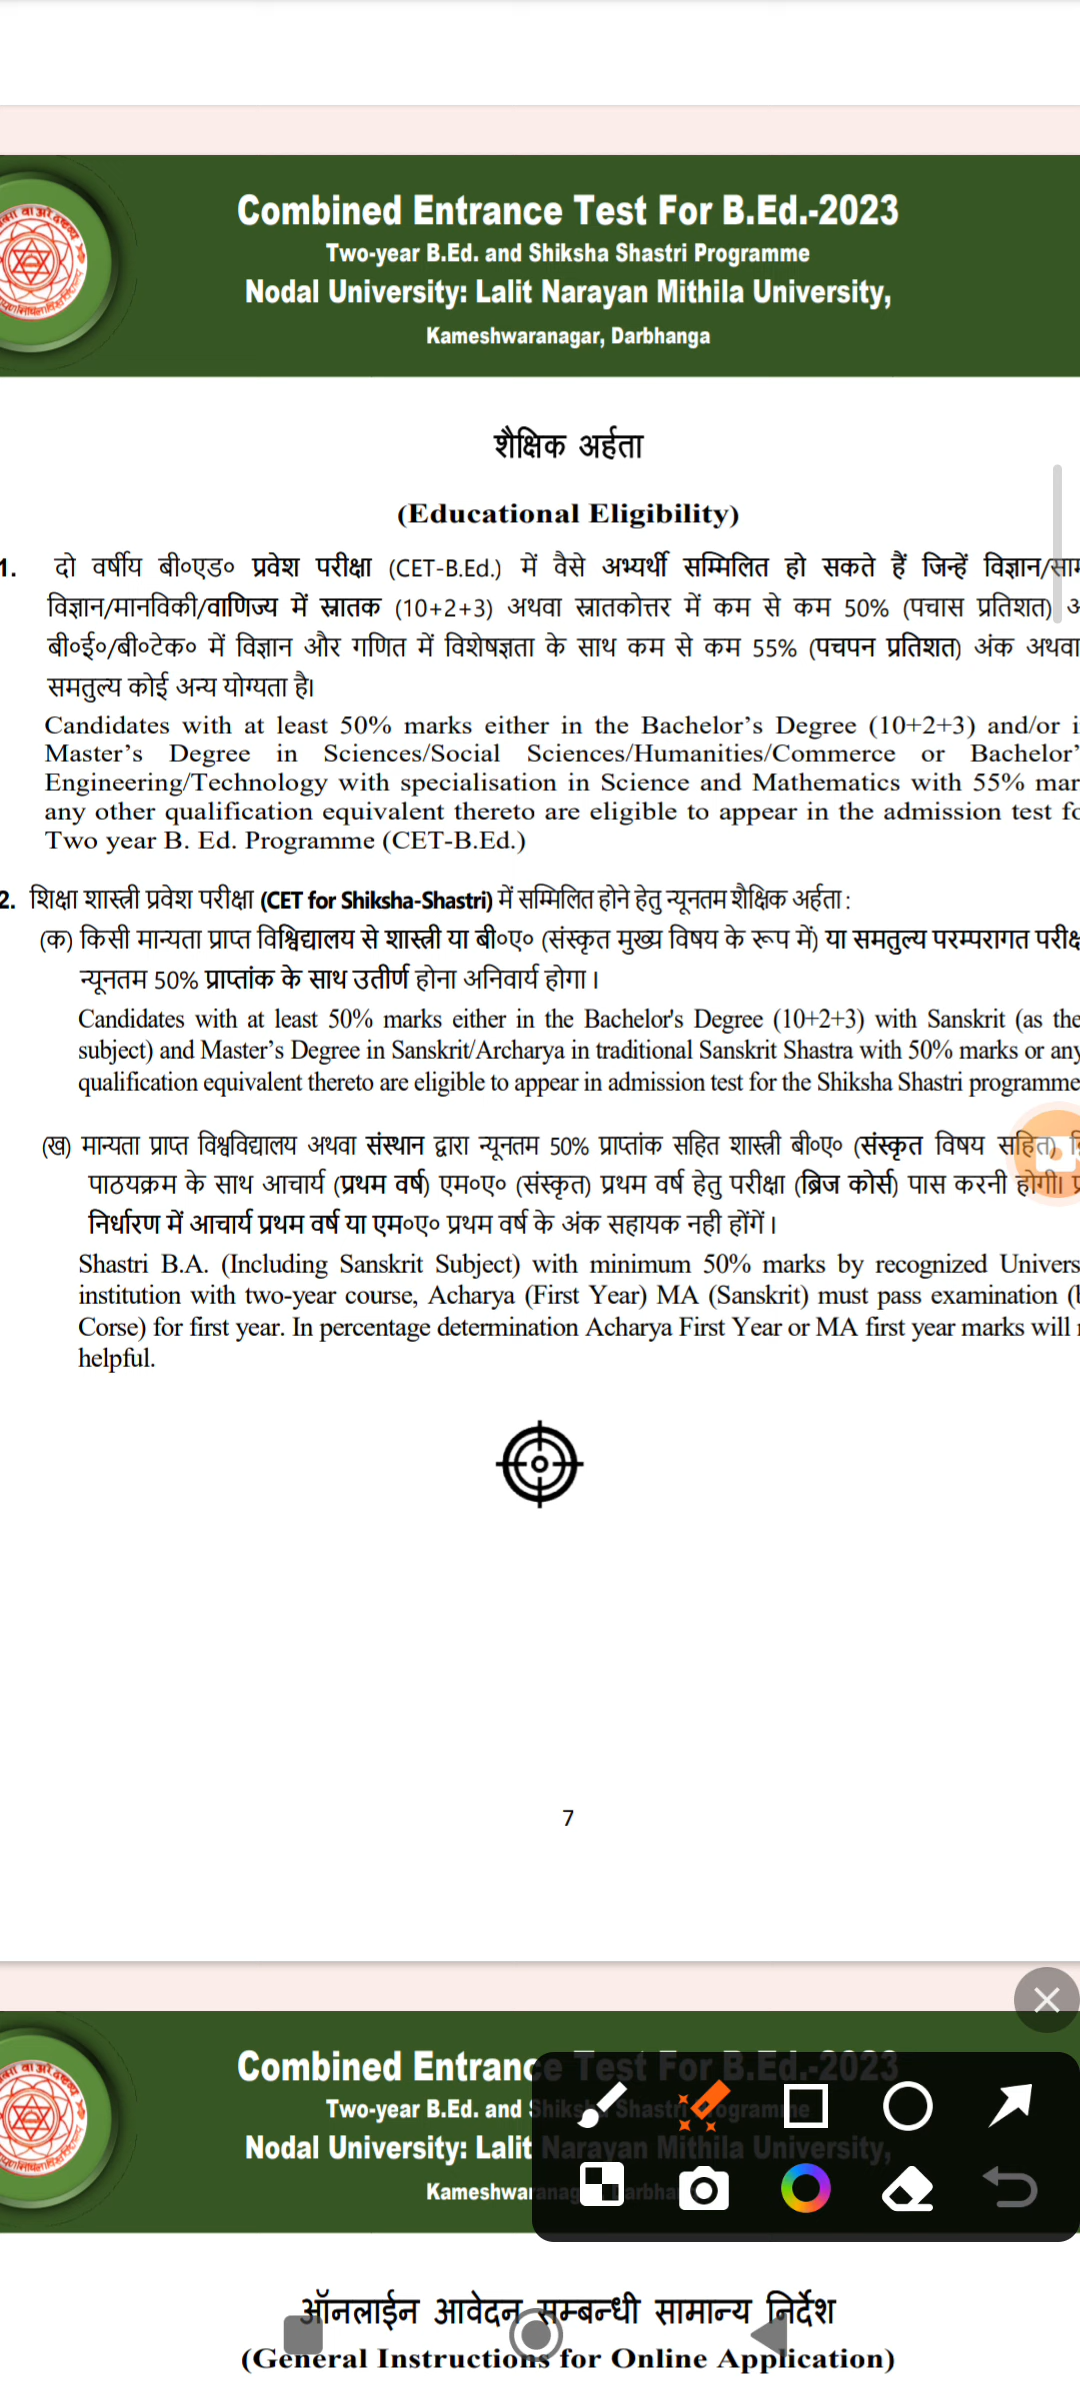 Combined Entrance Test For B.Ed.-2023
Two-year B.Ed. and Shiksha Shastri Programme
Nodal University: Lalit Narayan Mithila University,
Kameshwaranagar, Darbhanga
शैक्षिक अर्हता
(Educational Eligibility)
1. दो वर्षीय बी०एड० प्रवेश परीक्षा (CET-B.Ed.) में वैसे अभ्यर्थी सम्मिलित हो सकते हैं जिन्हें विज्ञान/
विज्ञान/मानविकी/वाणिज्य में स्नातक (10+2+3) अथवा स्नातकोत्तर में कम से कम 50% (पचास प्रतिशत)
बी०ई०/बी०टेक० में विज्ञान और गणित में विशेषज्ञता के साथ कम से कम 55% (पचपन प्रतिशत) अंक अथवा
समतुल्य कोई अन्य योग्यता है।
Candidates with at least 50% marks either in the Bachelor’s Degree (10+2+3) and/or
Master’s Degree in Sciences/Social Sciences/Humanities/Commerce or
Engineering/Technology with specialisation in Science and Mathematics with 55%
any other qualification equivalent thereto are eligible to appear in the admission test
Two year B. Ed. Programme (CET-B.Ed.)
2. शिक्षा शास्त्री प्रवेश परीक्षा (CET for Shiksha-Shastri) में सम्मिलित होने हेतु न्यूनतम शैक्षिक अर्हता :
(क) किसी मान्यता प्राप्त विश्विद्यालय से शास्त्री या बी०ए० (संस्कृत मुख्य विषय के रूप में) या समतुल्य परम्परागत
न्यूनतम 50% प्राप्तांक के साथ उतीर्ण होना अनिवार्य होगा ।
Candidates with at least 50% marks either in the Bachelor's Degree (10+2+3) with Sanskrit (as the
subject) and Master’s Degree in Sanskrit/Archarya in traditional Sanskrit Shastra with 50% marks or any
qualification equivalent thereto are eligible to appear in admission test for the Shiksha Shastri programme
(ख) मान्यता प्राप्त विश्वविद्यालय अथवा संस्थान द्वारा न्यूनतम 50% प्राप्तांक सहित शास्त्री बी०ए० (संस्कृत विषय सहित)
पाठयक्रम के साथ आचार्य (प्रथम वर्ष) एम०ए० (संस्कृत) प्रथम वर्ष हेतु परीक्षा (ब्रिज कोर्स) पास करनी होगी।
निर्धारण में आचार्य प्रथम वर्ष या एम०ए० प्रथम वर्ष के अंक सहायक नही होंगें ।
Shastri B.A. (Including Sanskrit Subject) with minimum 50% marks by recognized
institution with two-year course, Acharya (First Year) MA (Sanskrit) must pass examination
Corse) for first year. In percentage determination Acharya First Year or MA first year marks will
helpful.
7
Combined Entrance Test For B.Ed.-2023
Two-year B.Ed. and Shiksha Shastri Programme
Nodal University: Lalit Narayan Mithila University,
Kameshwaranagar, Darbhanga
ऑनलाईन आवेदन सम्बन्धी सामान्य निर्देश
(General Instructions for Online Application)